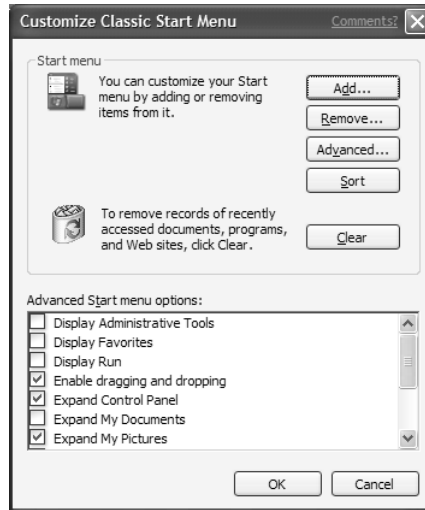 Customize Classic Start Menu Comments?
Start menu
You can customize your Start
menu by adding or removing
items from it.
Add...
Remove...
Advanced...
Sort
To remove records of recently
accessed documents, programs,
and Web sites, click Clear.
Clear
Advanced Start menu options:
Display Administrative Tools
Display Favorites
Display Run
Enable dragging and dropping
Expand Control Panel
Expand My Documents
Expand My Pictures
OK Cancel